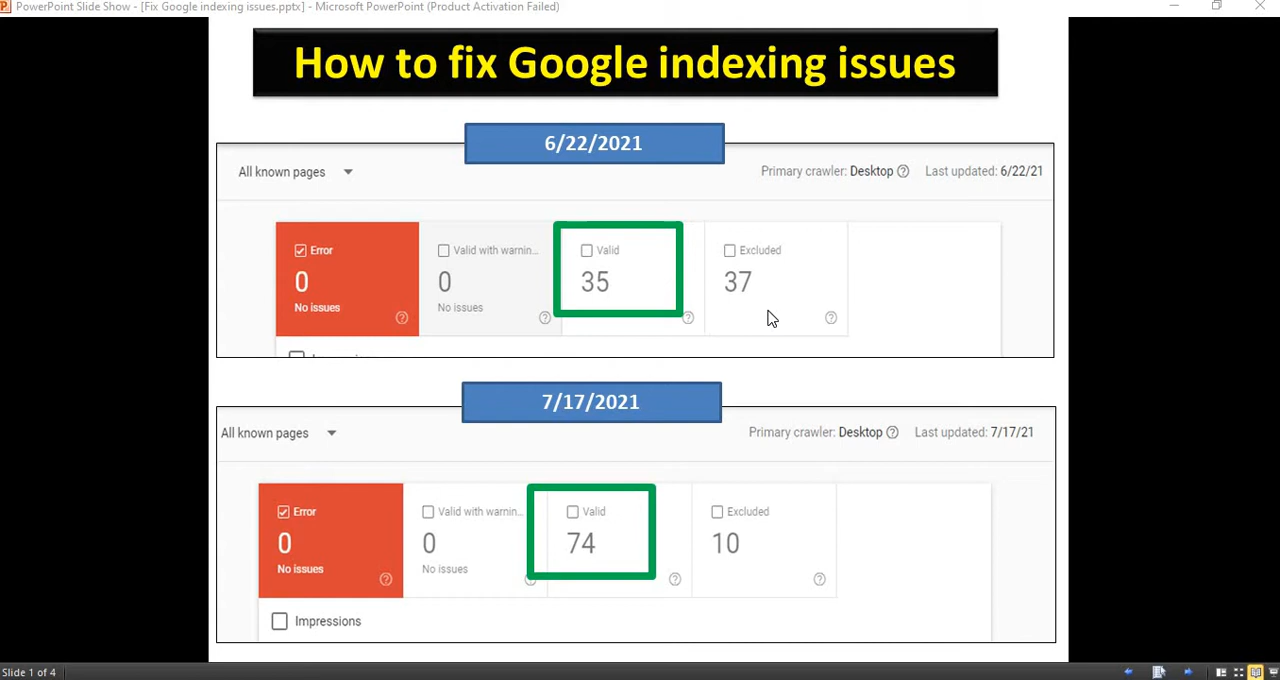 PowerPoint Slide Show - [Fix Google indexing issues.pptx] - Microsoft PowerPoint (Product Activation Failed)
How to fix Google indexing issues
6/22/2021
All known pages Primary crawler: Desktop Last updated: 6/22/21
Error Valid with warnin... Valid Excluded
0 0 35 37
No issues No issues
7/17/2021
All known pages Primary crawler: Desktop Last updated: 7/17/21
Error Valid with warnin... Valid Excluded
0 0 74 10
No issues No issues
Impressions
Slide 1 of 4